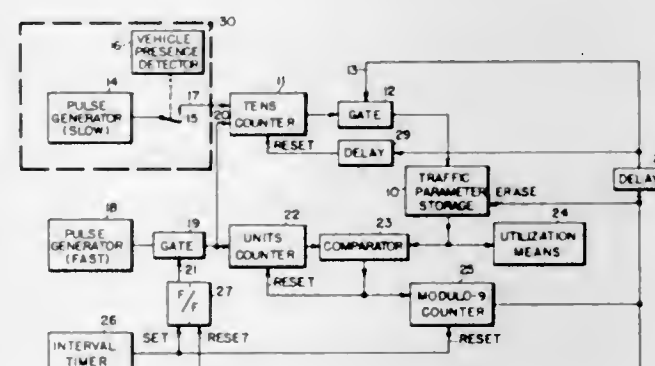 30
16
VEHICLE
PRESENCE
DETECTOR
14
PULSE
GENERATOR
(SLOW)
17
15
20
11
TENS
COUNTER
13
12
GATE
RESET
29
DELAY
10
TRAFFIC
PARAMETER
STORAGE
ERASE
DELAY
18
PULSE
GENERATOR
(FAST)
19
GATE
21
22
UNITS
COUNTER
23
COMPARATOR
24
UTILIZATION
MEANS
RESET
25
MODULO-9
COUNTER
RESET
F/F
27
SET
RESET
26
INTERVAL
TIMER